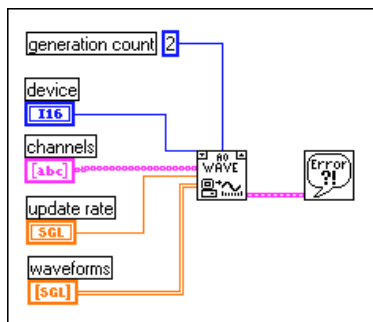 generation count 2
device
I16
channels
[abc]
update rate
SGL
waveforms
[SGL]
AO
WAVE
Error
?!